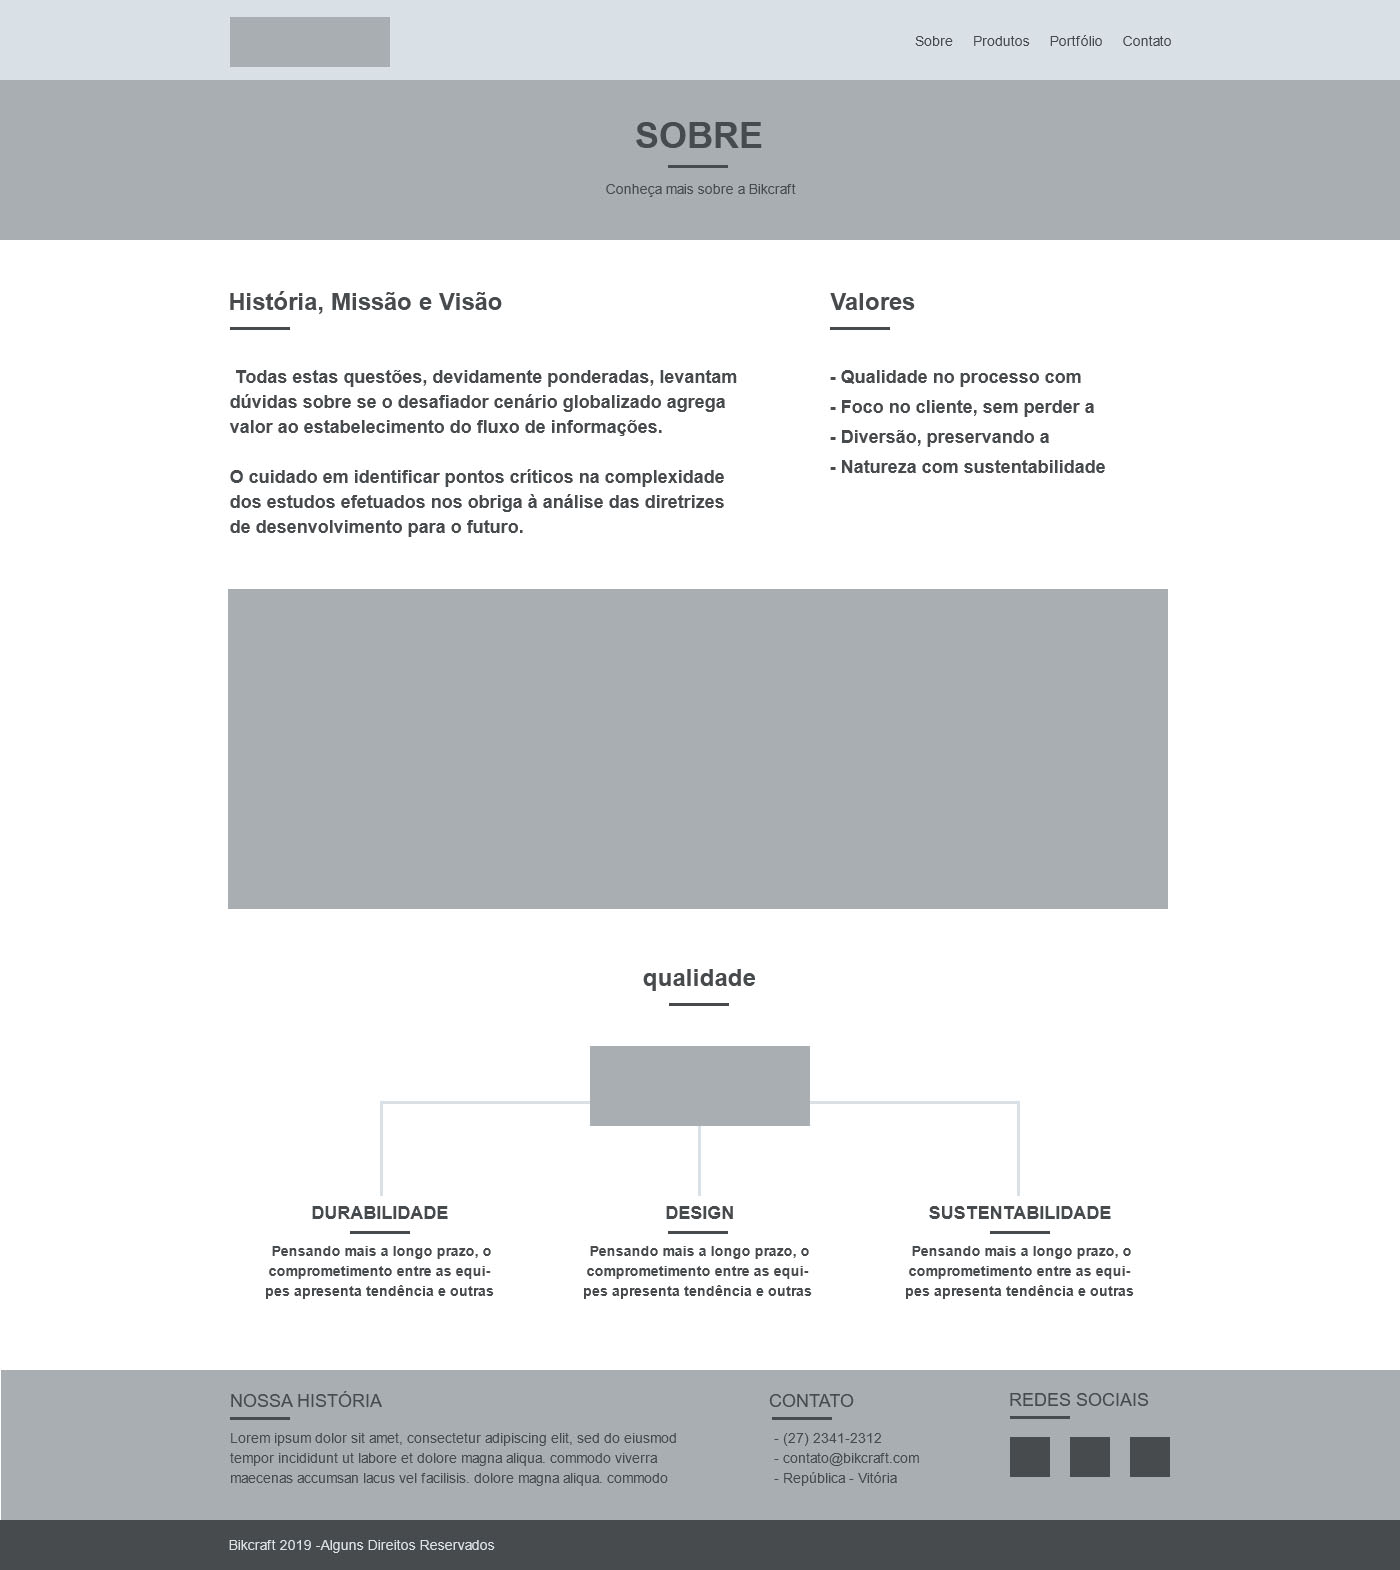 Sobre Produtos Portfólio Contato
SOBRE
Conheça mais sobre a Bikcraft
História, Missão e Visão
Todas estas questões, devidamente ponderadas, levantam
dúvidas sobre se o desafiador cenário globalizado agrega
valor ao estabelecimento do fluxo de informações.
O cuidado em identificar pontos críticos na complexidade
dos estudos efetuados nos obriga à análise das diretrizes
de desenvolvimento para o futuro.
Valores
- Qualidade no processo com
- Foco no cliente, sem perder a
- Diversão, preservando a
- Natureza com sustentabilidade
qualidade
DURABILIDADE
Pensando mais a longo prazo, o
comprometimento entre as equi-
pes apresenta tendência e outras
DESIGN
Pensando mais a longo prazo, o
comprometimento entre as equi-
pes apresenta tendência e outras
SUSTENTABILIDADE
Pensando mais a longo prazo, o
comprometimento entre as equi-
pes apresenta tendência e outras
NOSSA HISTÓRIA
Lorem ipsum dolor sit amet, consectetur adipiscing elit, sed do eiusmod
tempor incididunt ut labore et dolore magna aliqua. commodo viverra
maecenas accumsan lacus vel facilisis. dolore magna aliqua. commodo
CONTATO
- (27) 2341-2312
- contato@bikcraft.com
- República - Vitória
REDES SOCIAIS
Bikcraft 2019 -Alguns Direitos Reservados